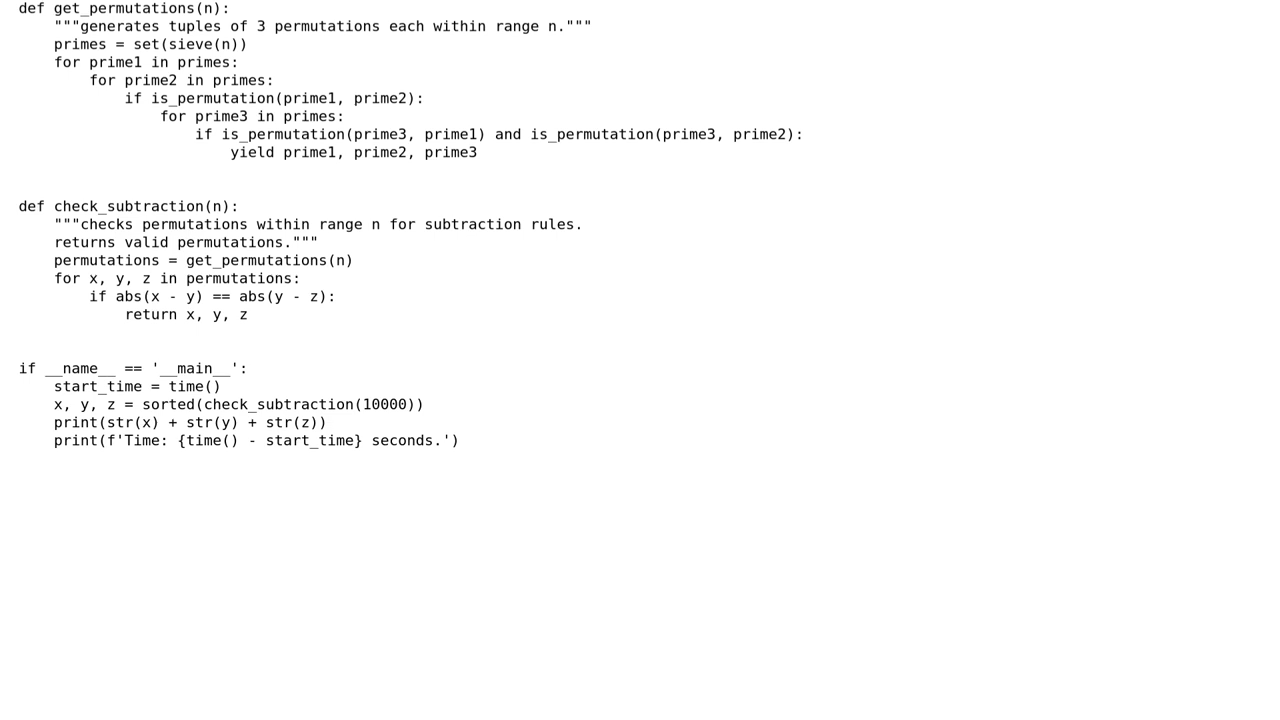 def get_permutations(n):
    """generates tuples of 3 permutations each within range n."""
    primes = set(sieve(n))
    for prime1 in primes:
        for prime2 in primes:
            if is_permutation(prime1, prime2):
                for prime3 in primes:
                    if is_permutation(prime3, prime1) and is_permutation(prime3, prime2):
                        yield prime1, prime2, prime3
def check_subtraction(n):
    """checks permutations within range n for subtraction rules.
    returns valid permutations."""
    permutations = get_permutations(n)
    for x, y, z in permutations:
        if abs(x - y) == abs(y - z):
            return x, y, z
if __name__ == '__main__':
    start_time = time()
    x, y, z = sorted(check_subtraction(10000))
    print(str(x) + str(y) + str(z))
    print(f'Time: {time() - start_time} seconds.')